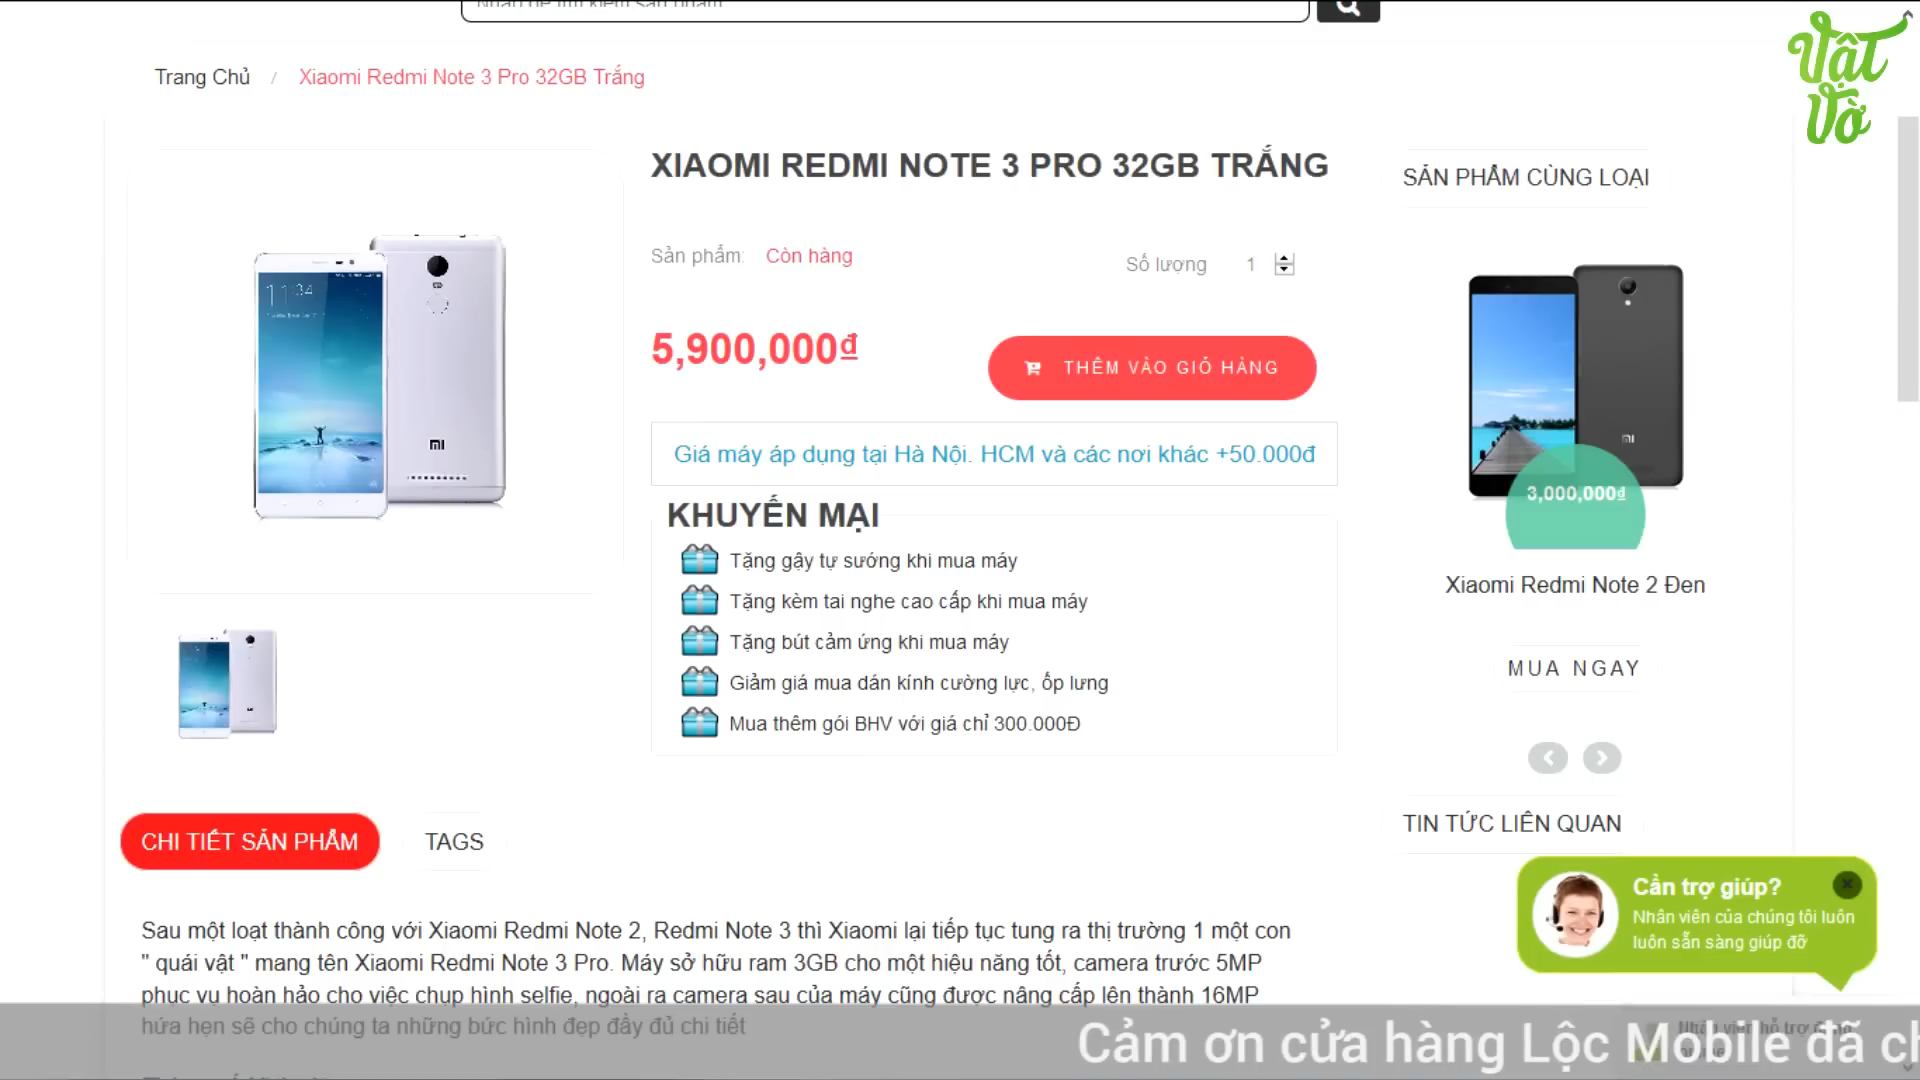 Vật
Vờ
Trang Chủ / Xiaomi Redmi Note 3 Pro 32GB Trắng
XIAOMI REDMI NOTE 3 PRO 32GB TRẮNG
Sản phẩm: Còn hàng
Số lượng 1
5,900,000₫
THÊM VÀO GIỎ HÀNG
Giá máy áp dụng tại Hà Nội. HCM và các nơi khác +50.000đ
KHUYẾN MẠI
Tặng gậy tự sướng khi mua máy
Tặng kèm tai nghe cao cấp khi mua máy
Tặng bút cảm ứng khi mua máy
Giảm giá mua dán kính cường lực, ốp lưng
Mua thêm gói BHV với giá chỉ 300.000Đ
SẢN PHẨM CÙNG LOẠI
3,000,000₫
Xiaomi Redmi Note 2 Đen
MUA NGAY
TIN TỨC LIÊN QUAN
CHI TIẾT SẢN PHẨM
TAGS
Sau một loạt thành công với Xiaomi Redmi Note 2, Redmi Note 3 thì Xiaomi lại tiếp tục tung ra thị trường 1 một con
" quái vật " mang tên Xiaomi Redmi Note 3 Pro. Máy sở hữu ram 3GB cho một hiệu năng tốt, camera trước 5MP
phục vụ hoàn hảo cho việc chụp hình selfie, ngoài ra camera sau của máy cũng được nâng cấp lên thành 16MP
hứa hẹn sẽ cho chúng ta những bức hình đẹp đầy đủ chi tiết
Cần trợ giúp?
Nhân viên của chúng tôi luôn
luôn sẵn sàng giúp đỡ
Cảm ơn cửa hàng Lộc Mobile đã ch